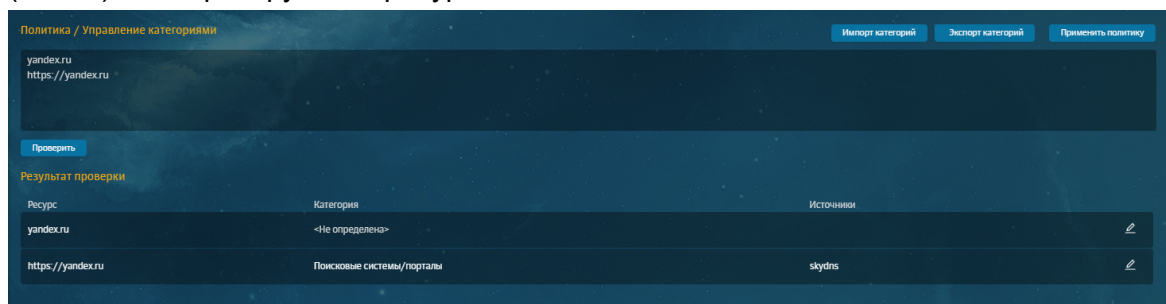 Политика / Управление категориями
Импорт категорий Экспорт категорий Применить политику
yandex.ru
https://yandex.ru
Проверить
Результат проверки
Ресурс Категория Источники
yandex.ru <Не определена>
https://yandex.ru Поисковые системы/порталы skydns